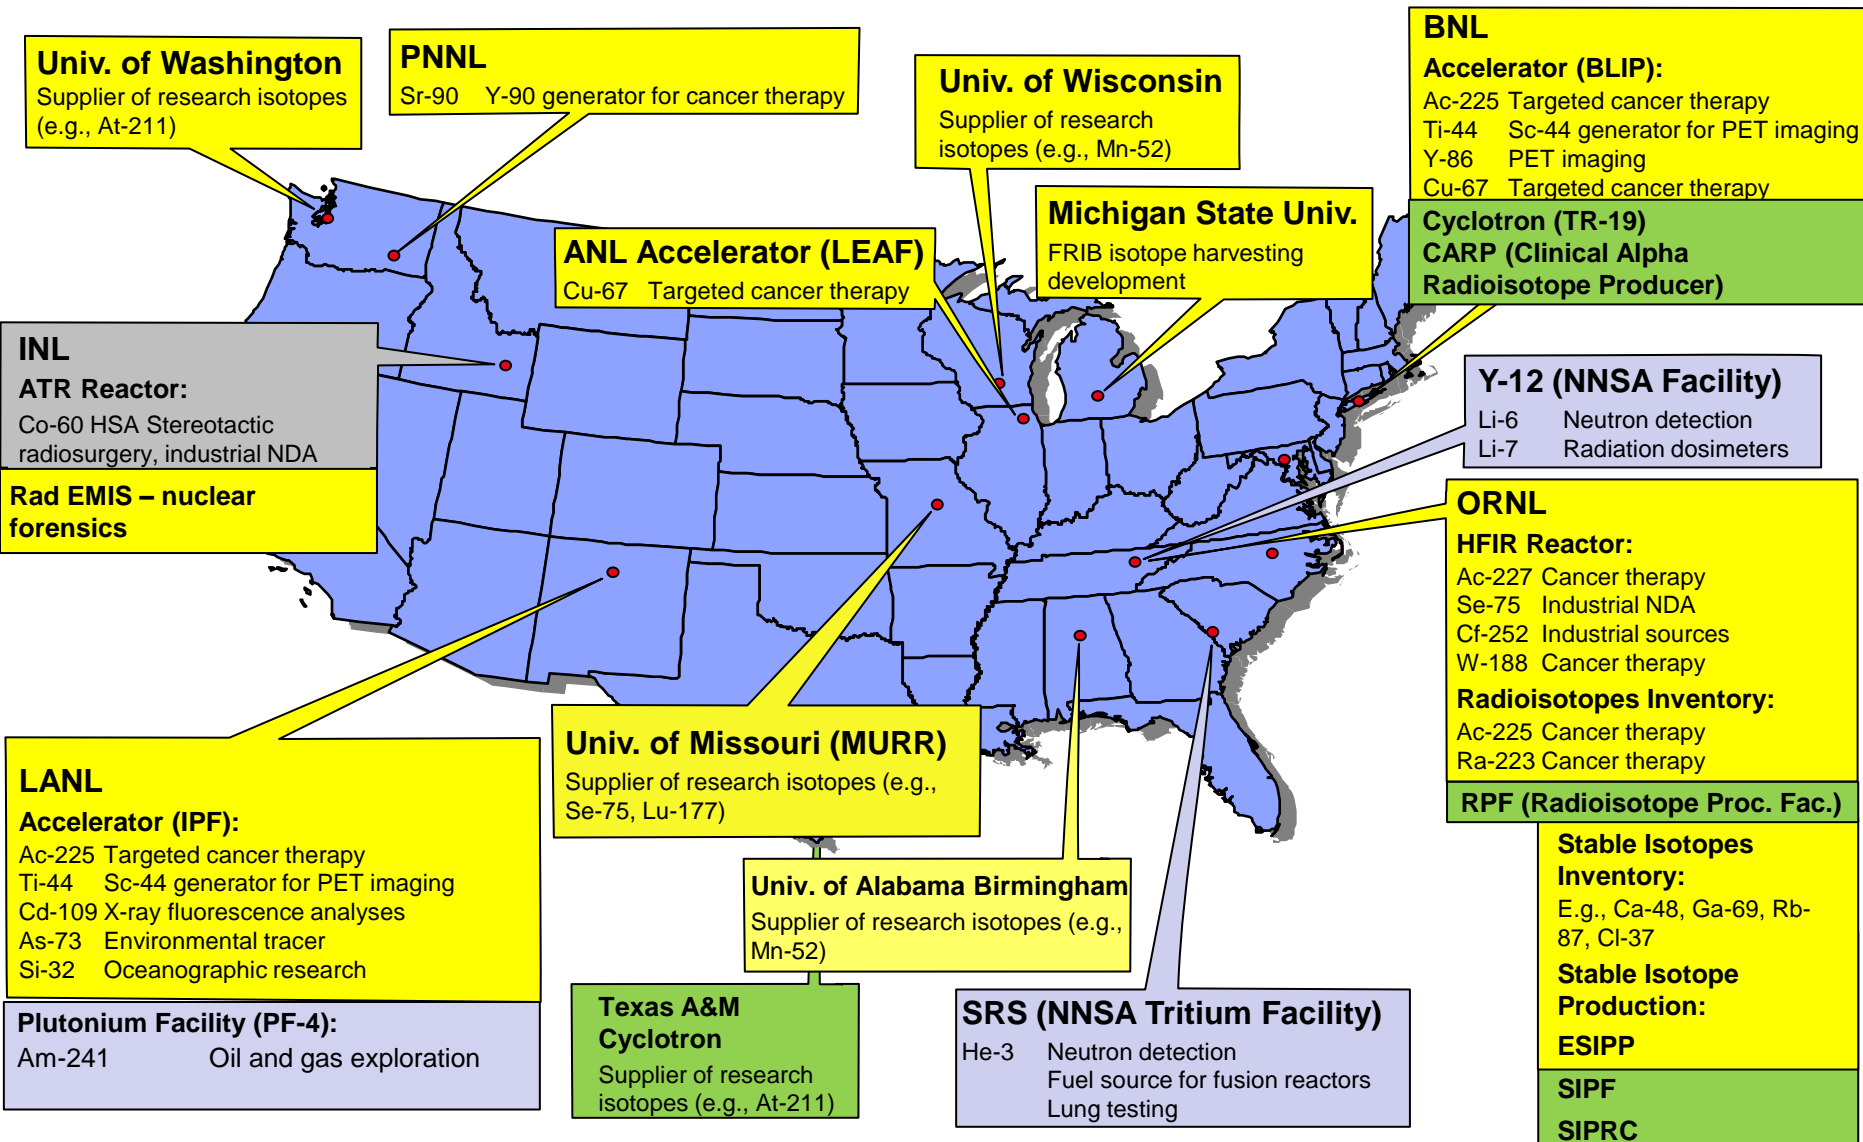 Univ. of Washington
Supplier of research isotopes
(e.g., At-211)
PNNL
Sr-90 Y-90 generator for cancer therapy
Univ. of Wisconsin
Supplier of research
isotopes (e.g., Mn-52)
BNL
Accelerator (BLIP):
Ac-225 Targeted cancer therapy
Ti-44 Sc-44 generator for PET imaging
Y-86 PET imaging
Cu-67 Targeted cancer therapy
Cyclotron (TR-19)
CARP (Clinical Alpha
Radioisotope Producer)
Michigan State Univ.
FRIB isotope harvesting
development
ANL Accelerator (LEAF)
Cu-67 Targeted cancer therapy
INL
ATR Reactor:
Co-60 HSA Stereotactic
radiosurgery, industrial NDA
Rad EMIS – nuclear
forensics
Y-12 (NNSA Facility)
Li-6 Neutron detection
Li-7 Radiation dosimeters
ORNL
HFIR Reactor:
Ac-227 Cancer therapy
Se-75 Industrial NDA
Cf-252 Industrial sources
W-188 Cancer therapy
Radioisotopes Inventory:
Ac-225 Cancer therapy
Ra-223 Cancer therapy
RPF (Radioisotope Proc. Fac.)
Stable Isotopes
Inventory:
E.g., Ca-48, Ga-69, Rb-
87, Cl-37
Stable Isotope
Production:
ESIPP
SIPF
SIPRC
LANL
Accelerator (IPF):
Ac-225 Targeted cancer therapy
Ti-44 Sc-44 generator for PET imaging
Cd-109 X-ray fluorescence analyses
As-73 Environmental tracer
Si-32 Oceanographic research
Plutonium Facility (PF-4):
Am-241 Oil and gas exploration
Univ. of Missouri (MURR)
Supplier of research isotopes (e.g.,
Se-75, Lu-177)
Univ. of Alabama Birmingham
Supplier of research isotopes (e.g.,
Mn-52)
Texas A&M
Cyclotron
Supplier of research
isotopes (e.g., At-211)
SRS (NNSA Tritium Facility)
He-3 Neutron detection
Fuel source for fusion reactors
Lung testing